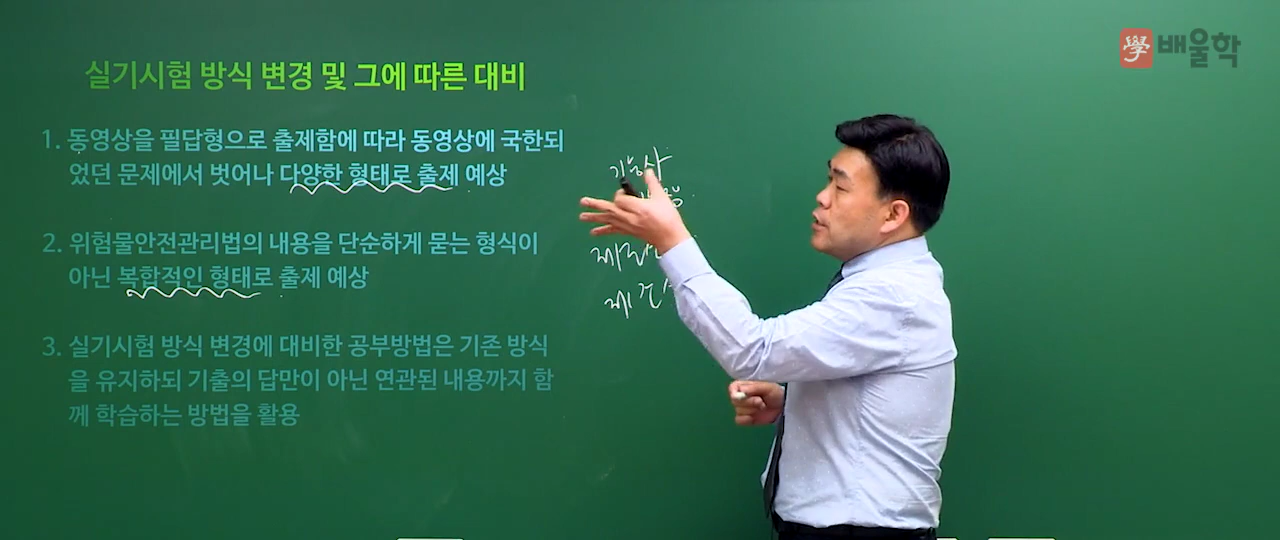 學 배울학
실기시험 방식 변경 및 그에 따른 대비
1. 동영상을 필답형으로 출제함에 따라 동영상에 국한되
었던 문제에서 벗어나 다양한 형태로 출제 예상
2. 위험물안전관리법의 내용을 단순하게 묻는 형식이
아닌 복합적인 형태로 출제 예상
3. 실기시험 방식 변경에 대비한 공부방법은 기존 방식
을 유지하되 기출의 답만이 아닌 연관된 내용까지 함
께 학습하는 방법을 활용
기능사